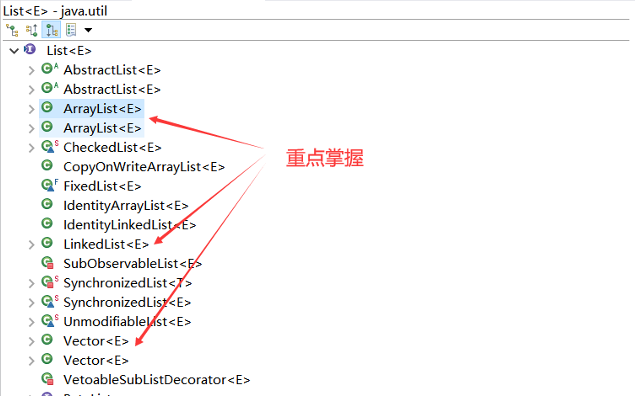 List<E> - java.util
List<E>
AbstractList<E>
AbstractList<E>
ArrayList<E>
ArrayList<E>
CheckedList<E>
CopyOnWriteArrayList<E>
FixedList<E>
IdentityArrayList<E>
IdentityLinkedList<E>
LinkedList<E>
SubObservableList<E>
SynchronizedList<T>
SynchronizedList<E>
UnmodifiableList<E>
Vector<E>
Vector<E>
VetoableSubListDecorator<E>
重点掌握